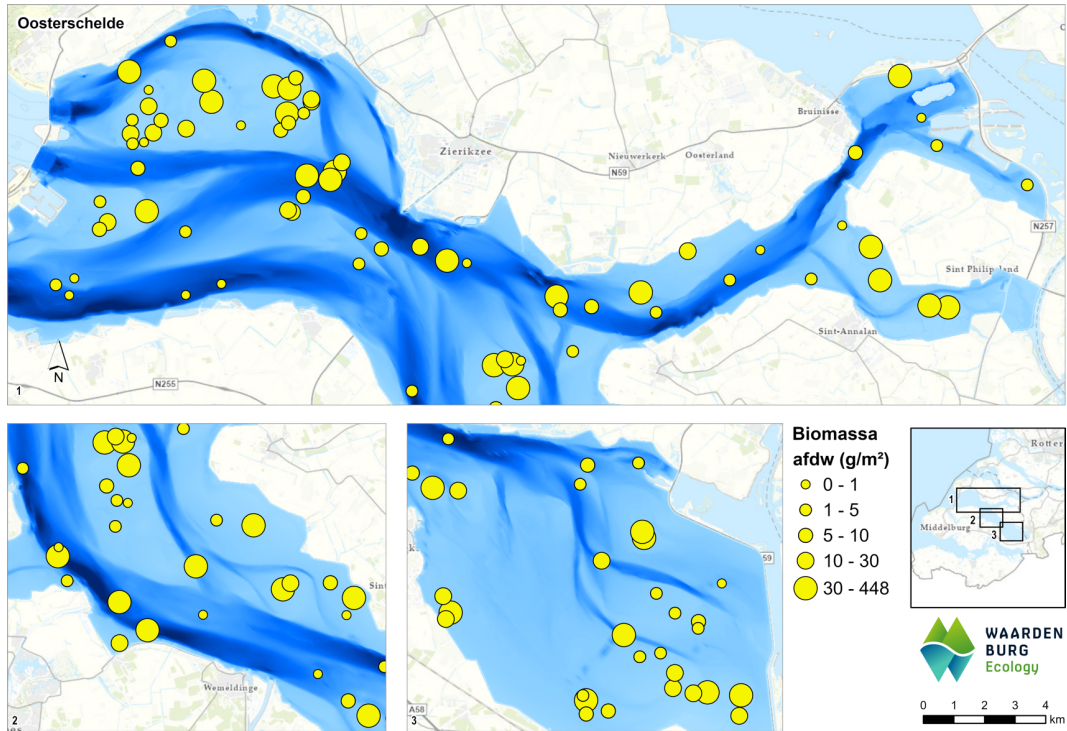 Oosterschelde
Bruinisse
Zierikzee
Nieuwerkerk
Oosterland
N59
N257
Sint Philipsland
Sint-Annaland
N
N255
1
Wemeldinge
2
59
A58
3
Biomassa
afdw (g/m²)
0 - 1
1 - 5
5 - 10
10 - 30
30 - 448
Rotter
1
Middelburg
2
3
WAARDEN
BURG
Ecology
0 1 2 3 4
km